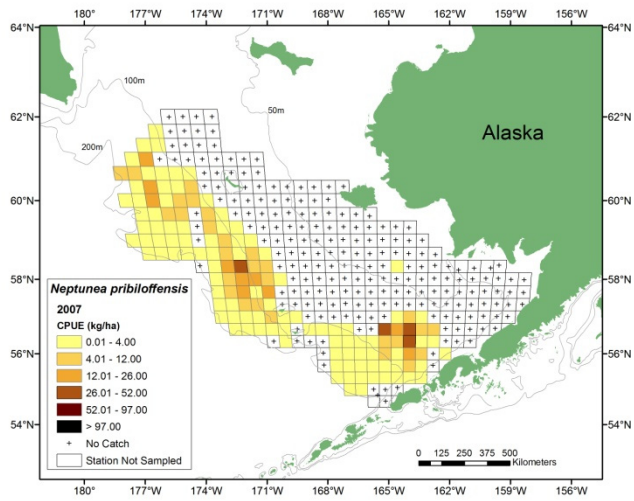 180° 177°W 174°W 171°W 168°W 165°W 162°W 159°W 156°W
64°N 64°N
100m
50m
62°N 62°N
200m
Alaska
60°N 60°N
58°N 58°N
Neptunea pribiloffensis
2007
CPUE (kg/ha)
0.01 - 4.00
4.01 - 12.00
12.01 - 26.00
26.01 - 52.00
52.01 - 97.00
> 97.00
+ No Catch
Station Not Sampled
56°N 56°N
54°N 54°N
0 125 250 375 500
Kilometers
180° 177°W 174°W 171°W 168°W 165°W 162°W 159°W 156°W